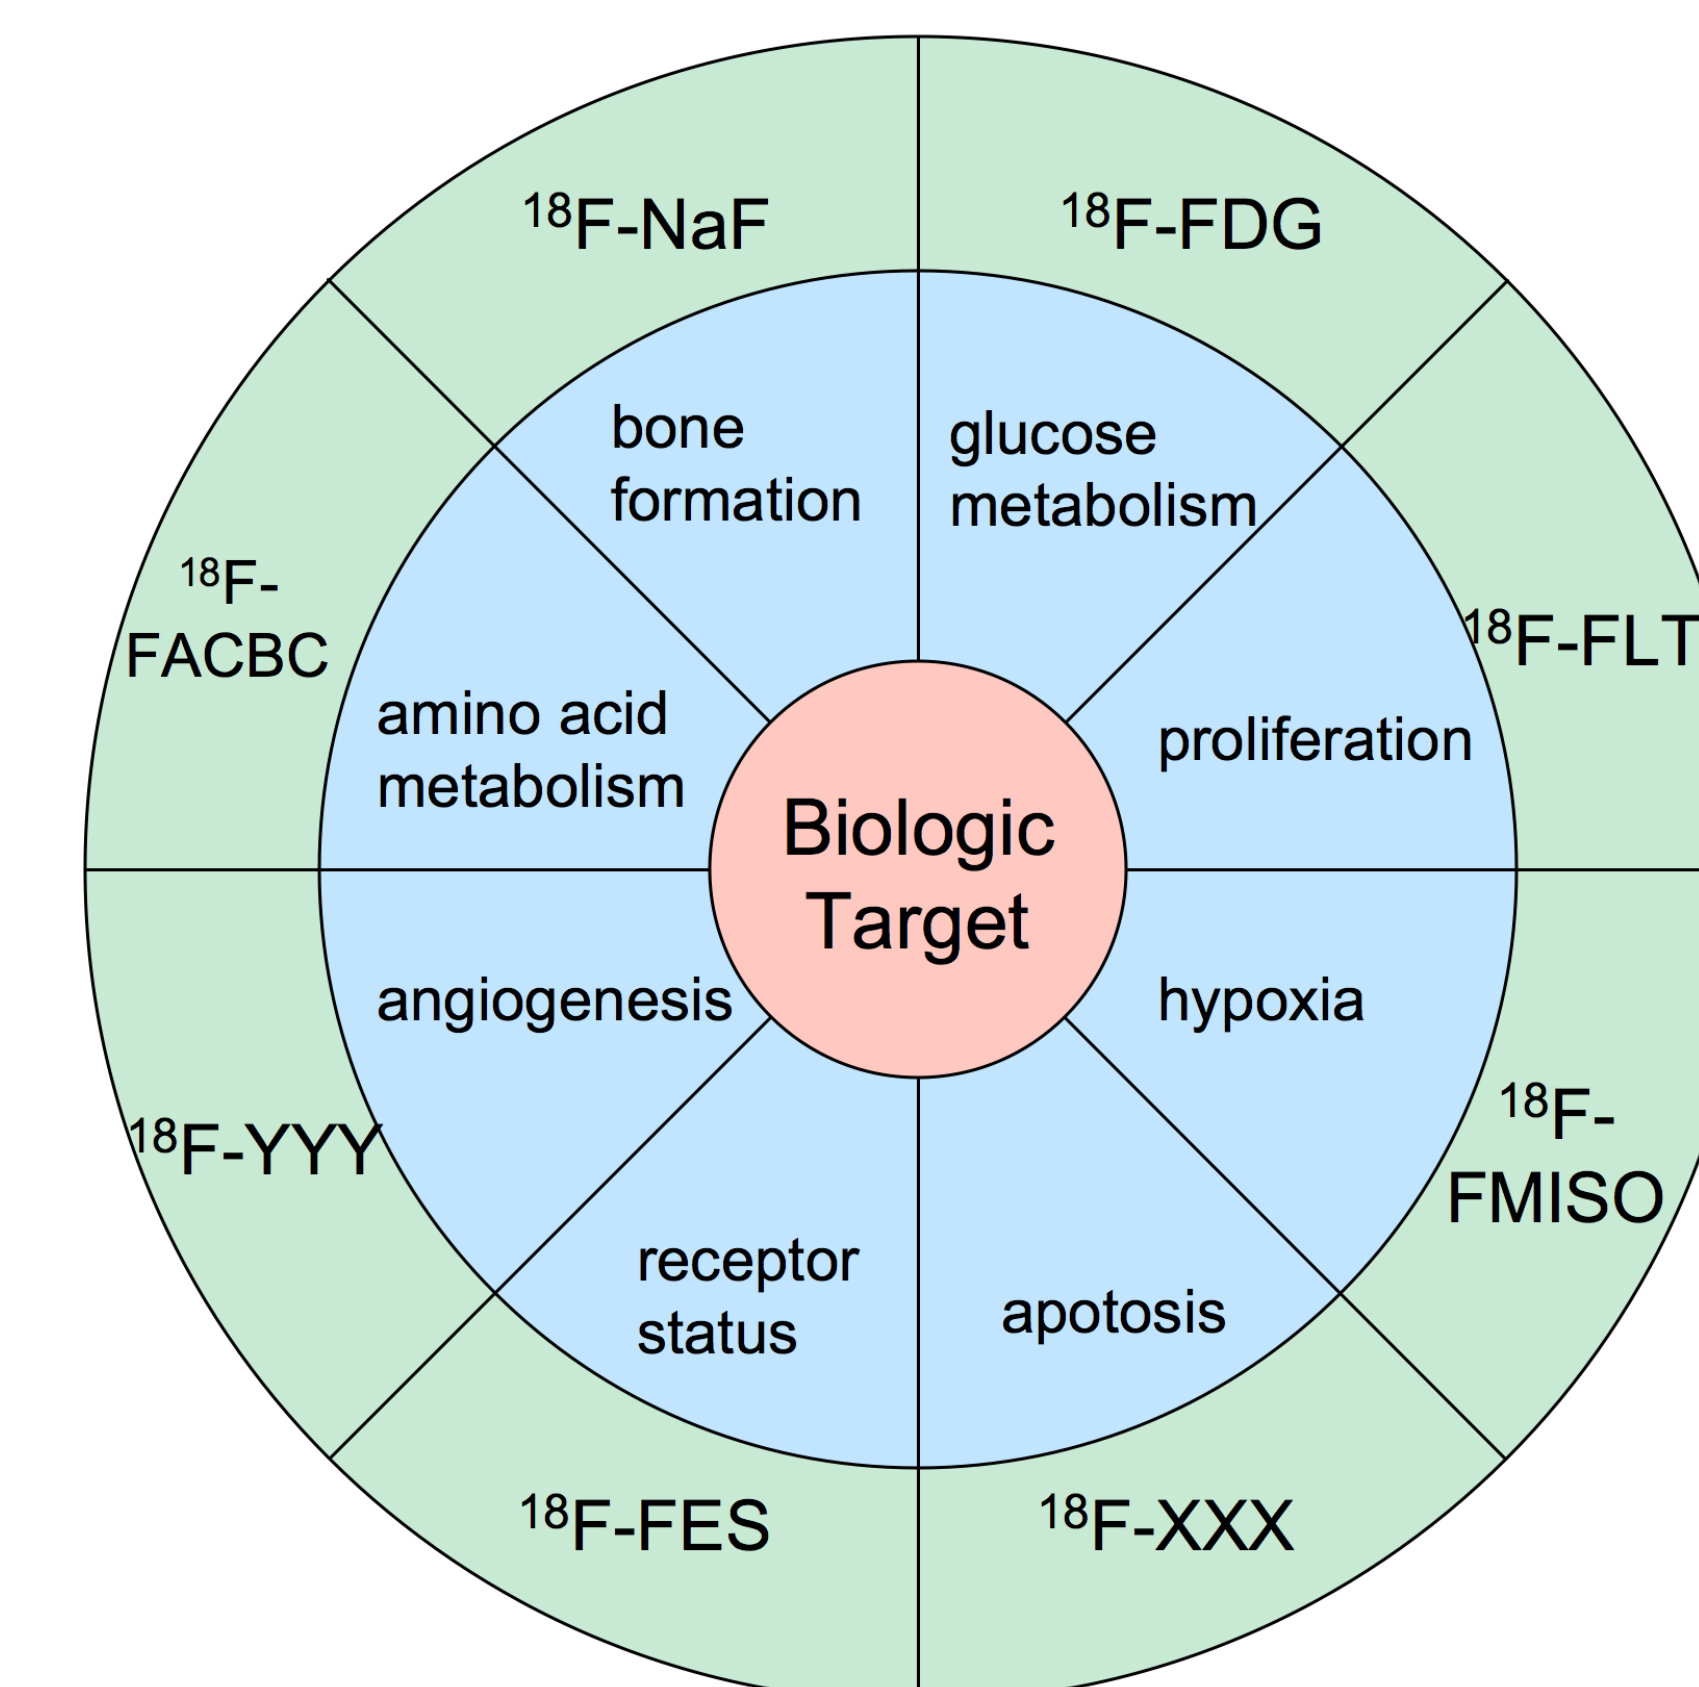 ¹⁸F-NaF
¹⁸F-FDG
bone
formation
glucose
metabolism
¹⁸F-
FACBC
¹⁸F-FLT
amino acid
metabolism
proliferation
Biologic
Target
angiogenesis
hypoxia
¹⁸F-YYY
¹⁸F-
FMISO
receptor
status
apotosis
¹⁸F-FES
¹⁸F-XXX